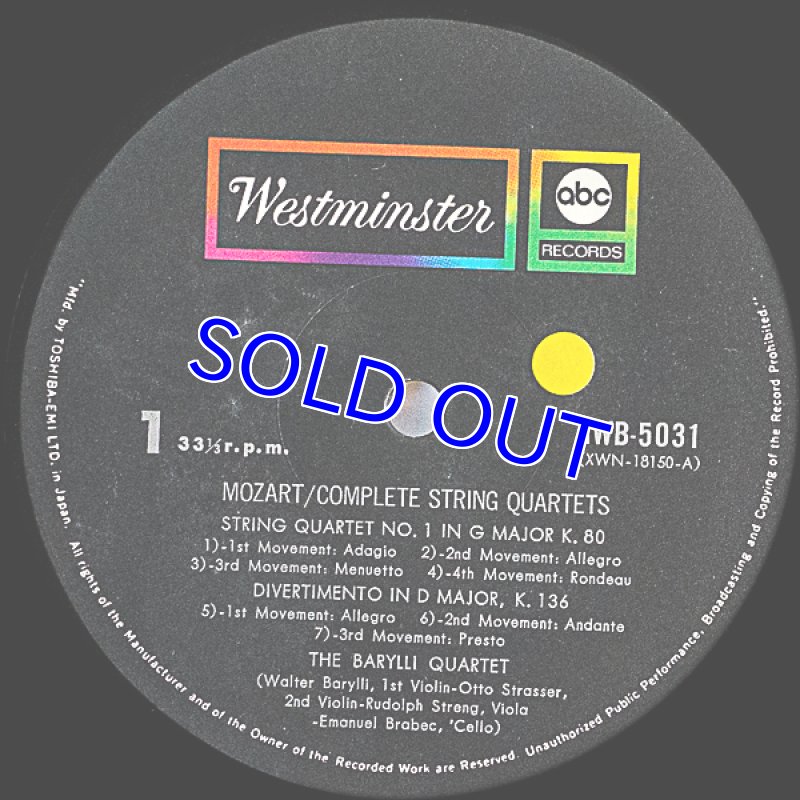 Westminster
abc
RECORDS
SOLD OUT
1 33⅓ r.p.m.
WB-5031
(XWN-18150-A)
MOZART/COMPLETE STRING QUARTETS
STRING QUARTET NO. 1 IN G MAJOR K. 80
1)-1st Movement: Adagio 2)-2nd Movement: Allegro
3)-3rd Movement: Menuetto 4)-4th Movement: Rondeau
DIVERTIMENTO IN D MAJOR, K. 136
5)-1st Movement: Allegro 6)-2nd Movement: Andante
7)-3rd Movement: Presto
THE BARYLLI QUARTET
(Walter Barylli, 1st Violin-Otto Strasser,
2nd Violin-Rudolph Streng, Viola
-Emanuel Brabec, 'Cello)
"Mfd. by TOSHIBA-EMI LTD. in Japan. All rights of the Manufacturer and of the Owner of the Recorded Work are Reserved. Unauthorized Public Performance, Broadcasting and Copying of the Record Prohibited."